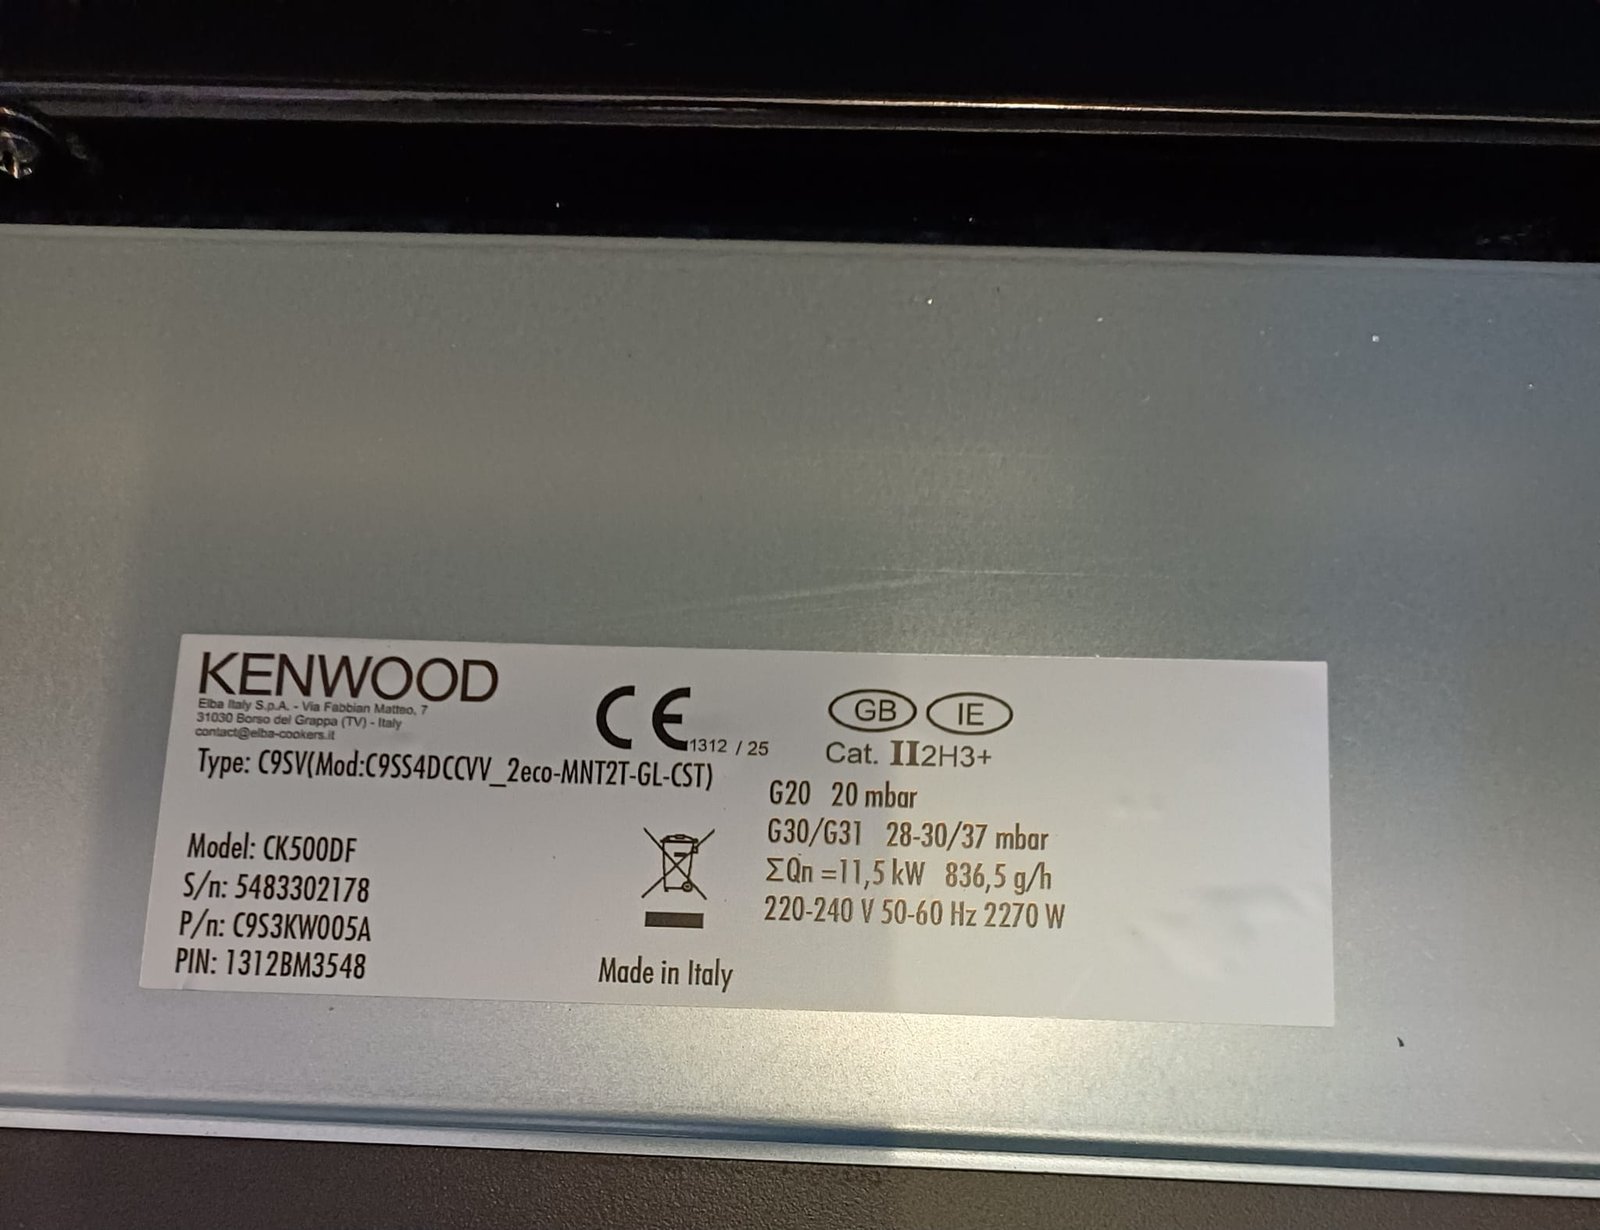 KENWOOD
Elba Italy S.p.A. - Via Fabbian Matteo, 7
31030 Borso del Grappa (TV) - Italy
contact@elba-cookers.it
CE 1312 / 25
GB IE
Cat. II2H3+
Type: C9SV(Mod:C9SS4DCCVV_2eco-MNT2T-GL-CST)
G20 20 mbar
G30/G31 28-30/37 mbar
ΣQn =11,5 kW 836,5 g/h
220-240 V 50-60 Hz 2270 W
Model: CK500DF
S/n: 5483302178
P/n: C9S3KW005A
PIN: 1312BM3548
Made in Italy